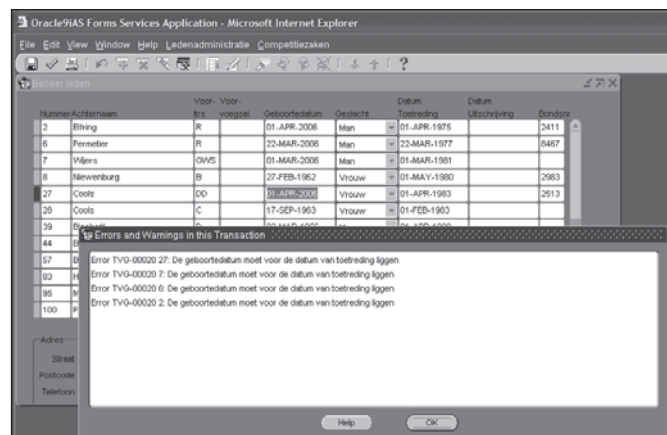 Oracle9iAS Forms Services Application - Microsoft Internet Explorer
File Edit View Window Help Ledenadministratie Competitiezaken
Beheer leden
Voor- Voor- Datum Datum
Nummer Achternaam ltrs voegsel Geboortedatum Geslacht Toetreding Uitschrijving Bondsnr
2 Elfring R 01-APR-2006 Man 01-APR-1975 2411
6 Permetier R 22-MAR-2006 Man 22-MAR-1977 8467
7 Wijers GWS 01-MAR-2006 Man 01-MAR-1981
8 Niewenburg B 27-FEB-1962 Vrouw 01-MAY-1980 2983
27 Cools DD 01-APR-2006 Vrouw 01-APR-1983 2513
28 Cools C 17-SEP-1963 Vrouw 01-FEB-1983
39
44
57
83
95
100
Errors and Warnings in this Transaction
Error TVG-00020 27: De geboortedatum moet voor de datum van toetreding liggen
Error TVG-00020 7: De geboortedatum moet voor de datum van toetreding liggen
Error TVG-00020 6: De geboortedatum moet voor de datum van toetreding liggen
Error TVG-00020 2: De geboortedatum moet voor de datum van toetreding liggen
Adres
Straat
Postcode
Telefoon
Help OK